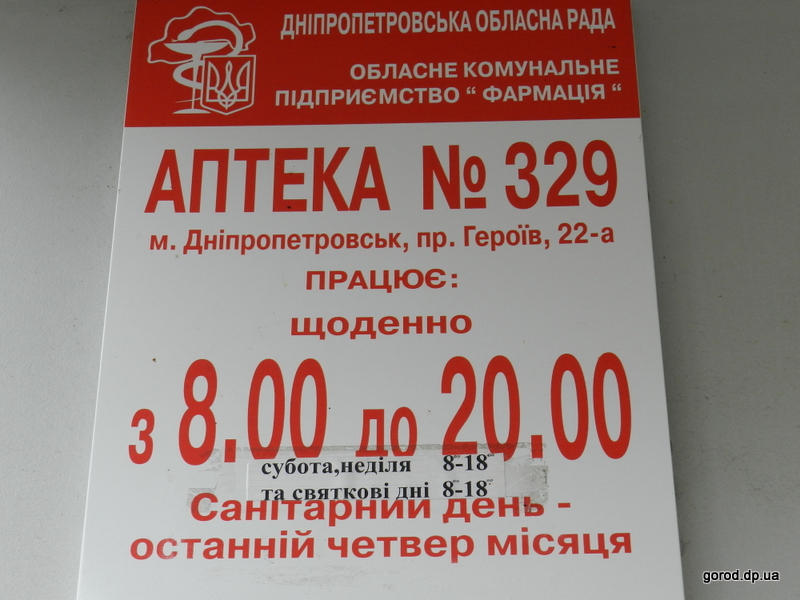 ДНІПРОПЕТРОВСЬКА ОБЛАСНА РАДА
ОБЛАСНЕ КОМУНАЛЬНЕ
ПІДПРИЄМСТВО “ ФАРМАЦІЯ “
АПТЕКА № 329
м. Дніпропетровськ, пр. Героїв, 22-а
ПРАЦЮЄ:
щоденно
з 8.00 до 20.00
субота,неділя 8-18
та святкові дні 8-18
Санітарний день -
останній четвер місяця
gorod.dp.ua